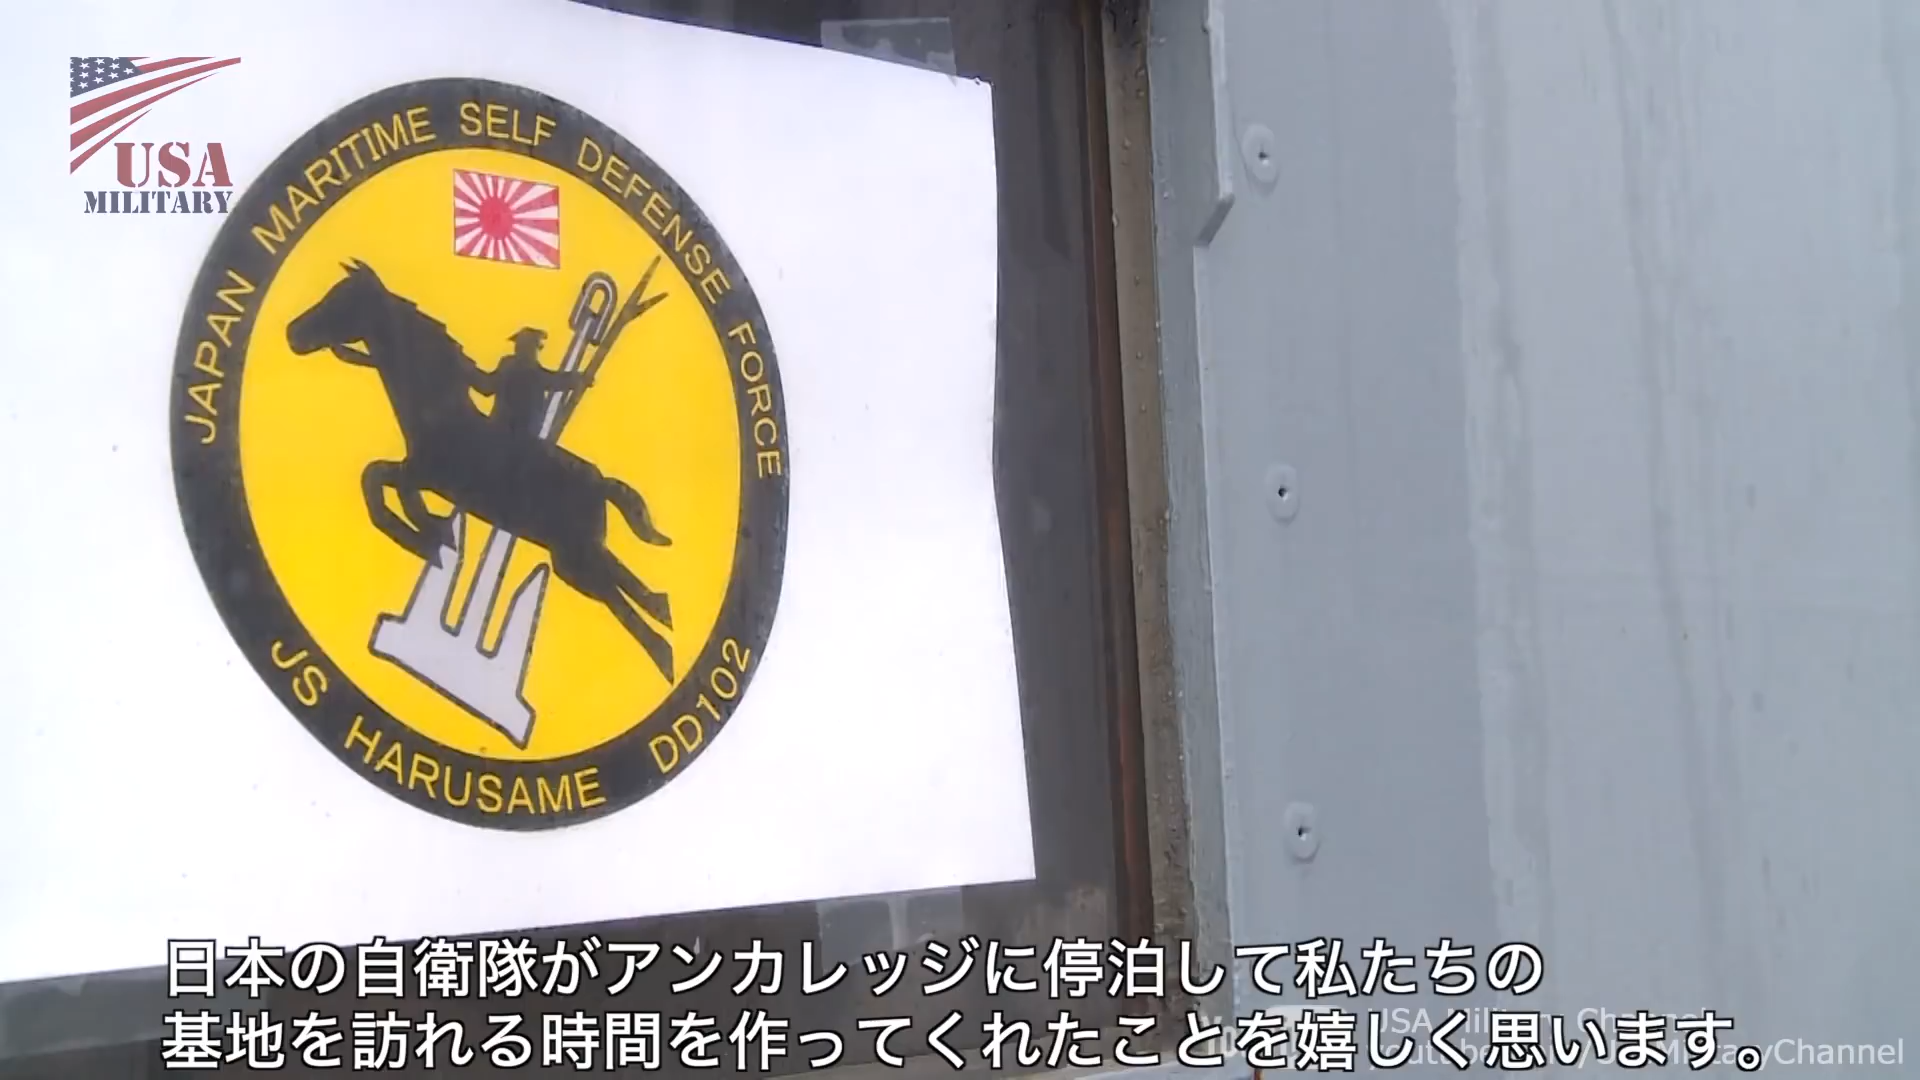 USA
MILITARY
JAPAN MARITIME SELF DEFENSE FORCE
JS HARUSAME DD102
日本の自衛隊がアンカレッジに停泊して私たちの
基地を訪れる時間を作ってくれたことを嬉しく思います。